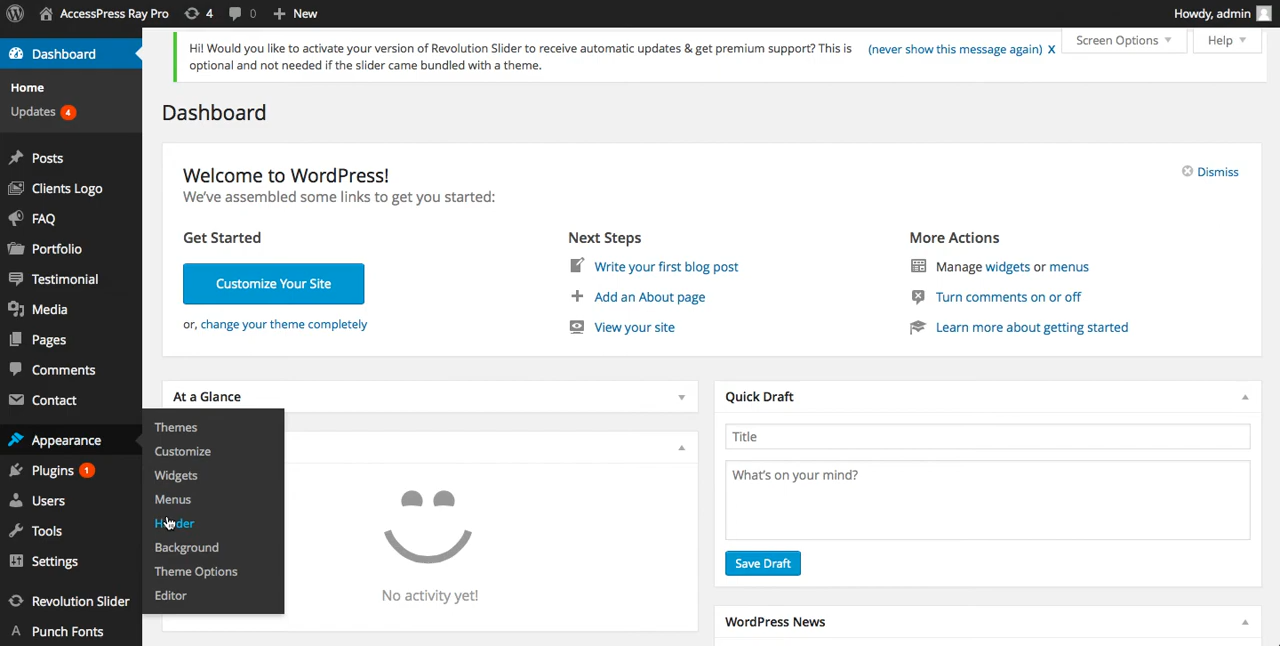 AccessPress Ray Pro 4 0 New Howdy, admin
Dashboard
Home
Updates 4
Posts
Clients Logo
FAQ
Portfolio
Testimonial
Media
Pages
Comments
Contact
Appearance
Plugins 1
Users
Tools
Settings
Revolution Slider
A Punch Fonts
Themes
Customize
Widgets
Menus
Header
Background
Theme Options
Editor
Hi! Would you like to activate your version of Revolution Slider to receive automatic updates & get premium support? This is
optional and not needed if the slider came bundled with a theme.
(never show this message again) X
Screen Options Help
Dashboard
Welcome to WordPress!
We've assembled some links to get you started:
Dismiss
Get Started
Customize Your Site
or, change your theme completely
Next Steps
Write your first blog post
Add an About page
View your site
More Actions
Manage widgets or menus
Turn comments on or off
Learn more about getting started
At a Glance
No activity yet!
Quick Draft
Title
What's on your mind?
Save Draft
WordPress News